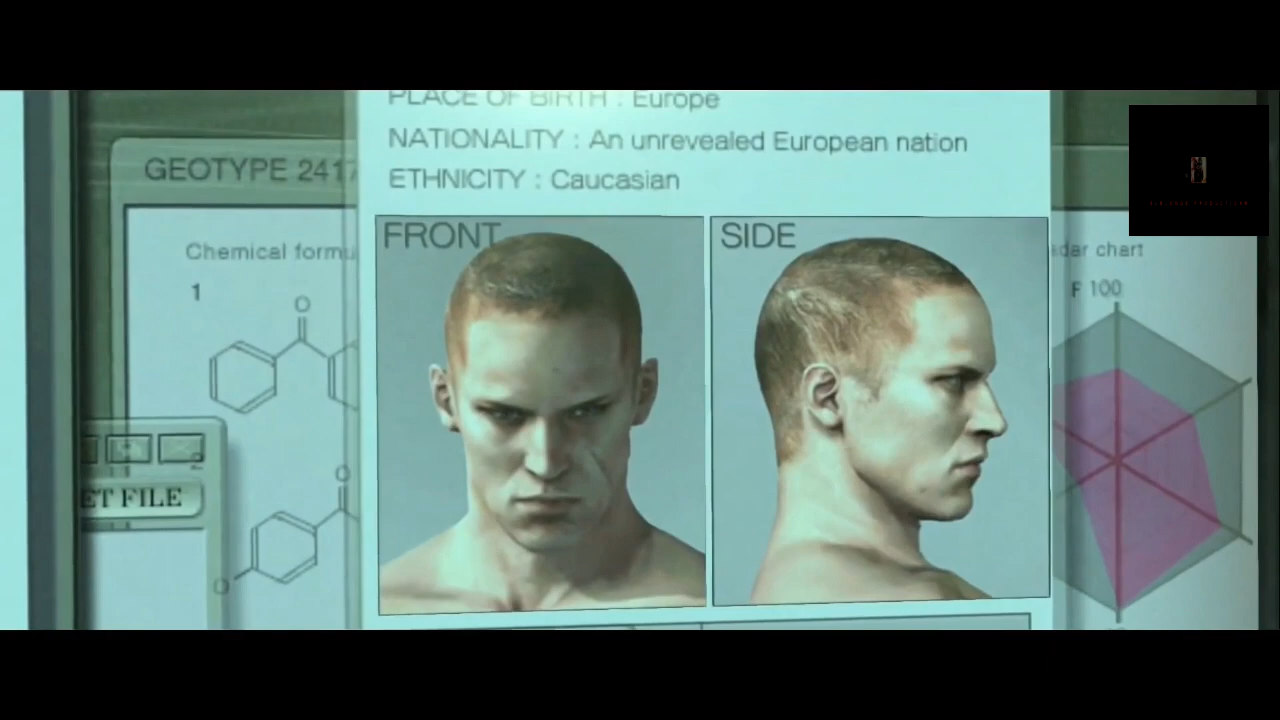 PLACE OF BIRTH : Europe
NATIONALITY : An unrevealed European nation
ETHNICITY : Caucasian
GEOTYPE 2417
FRONT
SIDE
Chemical formu
dar chart
1
F 100
O
O
ET FILE
O